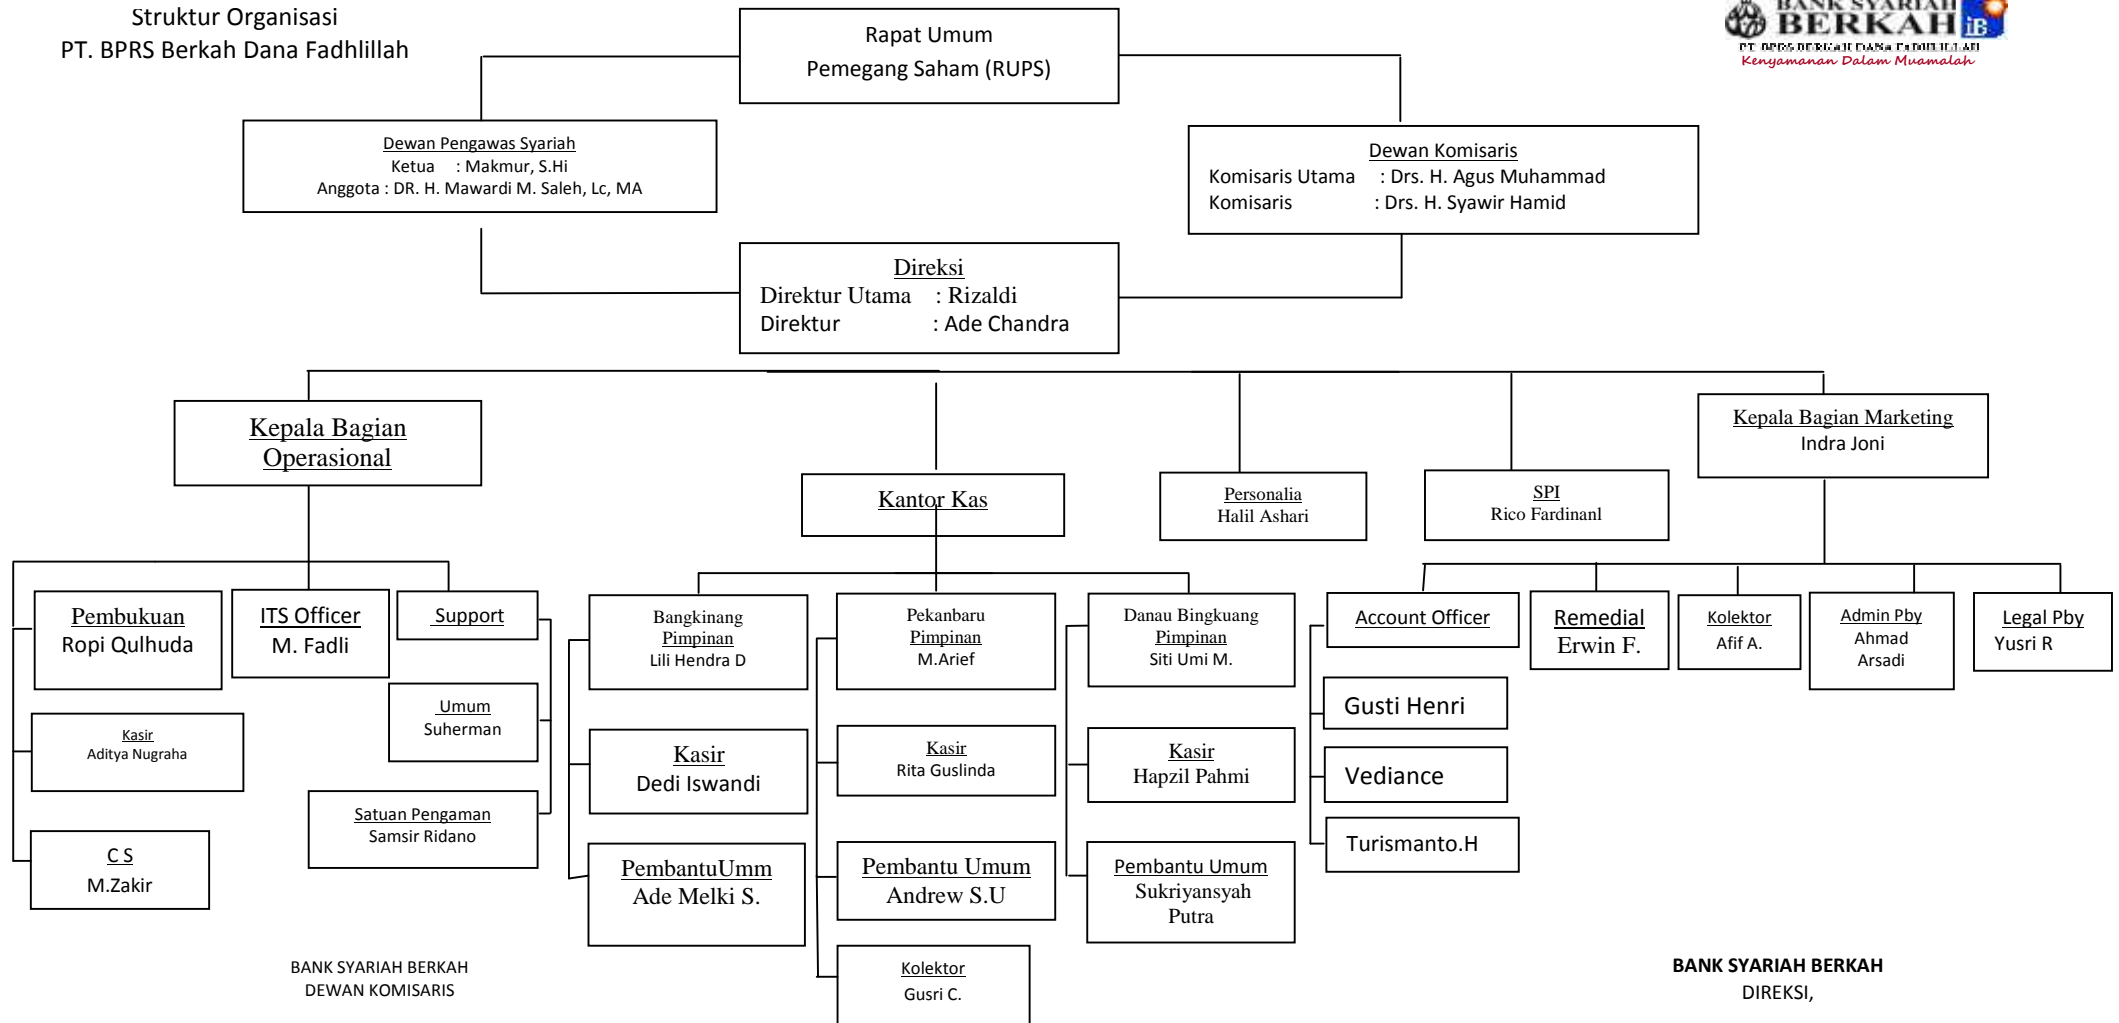 Struktur Organisasi
PT. BPRS Berkah Dana Fadhlillah
BANK SYARIAH
BERKAH iB
PT. BPRS BERKAH DANA FADHLILLAH
Kenyamanan Dalam Muamalah
Rapat Umum
Pemegang Saham (RUPS)
Dewan Pengawas Syariah
Ketua : Makmur, S.Hi
Anggota : DR. H. Mawardi M. Saleh, Lc, MA
Dewan Komisaris
Komisaris Utama : Drs. H. Agus Muhammad
Komisaris : Drs. H. Syawir Hamid
Direksi
Direktur Utama : Rizaldi
Direktur : Ade Chandra
Kepala Bagian
Operasional
Kantor Kas
Personalia
Halil Ashari
SPI
Rico Fardinanl
Kepala Bagian Marketing
Indra Joni
Pembukuan
Ropi Qulhuda
ITS Officer
M. Fadli
Support
Kasir
Aditya Nugraha
Umum
Suherman
C S
M.Zakir
Satuan Pengaman
Samsir Ridano
Bangkinang
Pimpinan
Lili Hendra D
Kasir
Dedi Iswandi
PembantuUmm
Ade Melki S.
Pekanbaru
Pimpinan
M.Arief
Kasir
Rita Guslinda
Pembantu Umum
Andrew S.U
Kolektor
Gusri C.
Danau Bingkuang
Pimpinan
Siti Umi M.
Kasir
Hapzil Pahmi
Pembantu Umum
Sukriyansyah
Putra
Account Officer
Gusti Henri
Vediance
Turismanto.H
Remedial
Erwin F.
Kolektor
Afif A.
Admin Pby
Ahmad
Arsadi
Legal Pby
Yusri R
BANK SYARIAH BERKAH
DEWAN KOMISARIS
BANK SYARIAH BERKAH
DIREKSI,